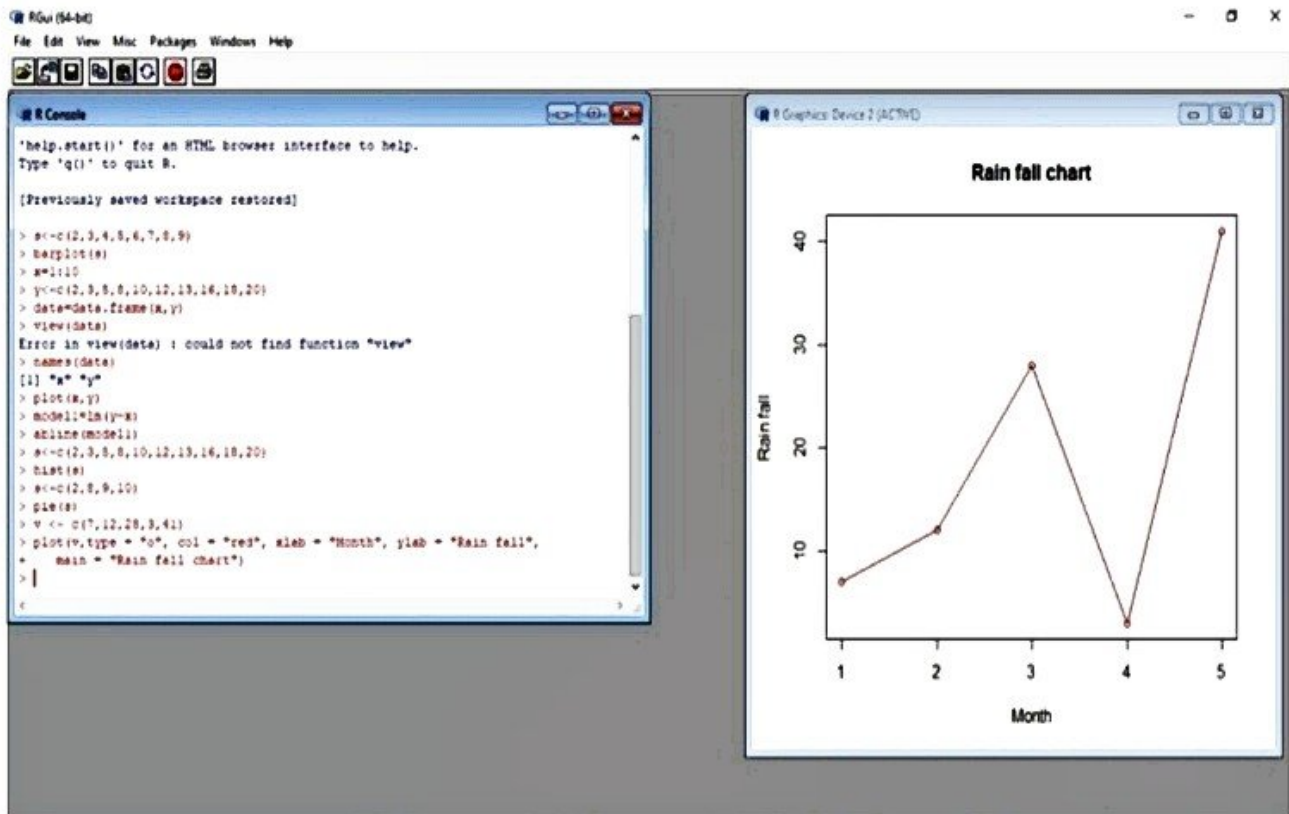 RGui (64-bit)
File Edit View Misc Packages Windows Help
R Console
'help.start()' for an HTML browser interface to help.
Type 'q()' to quit R.
[Previously saved workspace restored]
> s<-c(2,3,4,5,6,7,8,9)
> barplot(s)
> x=1:10
> y<-c(2,3,5,8,10,12,13,16,18,20)
> data=data.frame(x,y)
> view(data)
Error in view(data) : could not find function "view"
> names(data)
[1] "x" "y"
> plot(x,y)
> model1=lm(y~x)
> abline(model1)
> s<-c(2,3,5,8,10,12,13,16,18,20)
> hist(s)
> s<-c(2,8,9,10)
> pie(s)
> v <- c(7,12,28,3,41)
> plot(v,type = "o", col = "red", xlab = "Month", ylab = "Rain fall",
+ main = "Rain fall chart")
>
R Graphics: Device 2 (ACTIVE)
Rain fall chart
Rain fall
40
30
20
10
1 2 3 4 5
Month